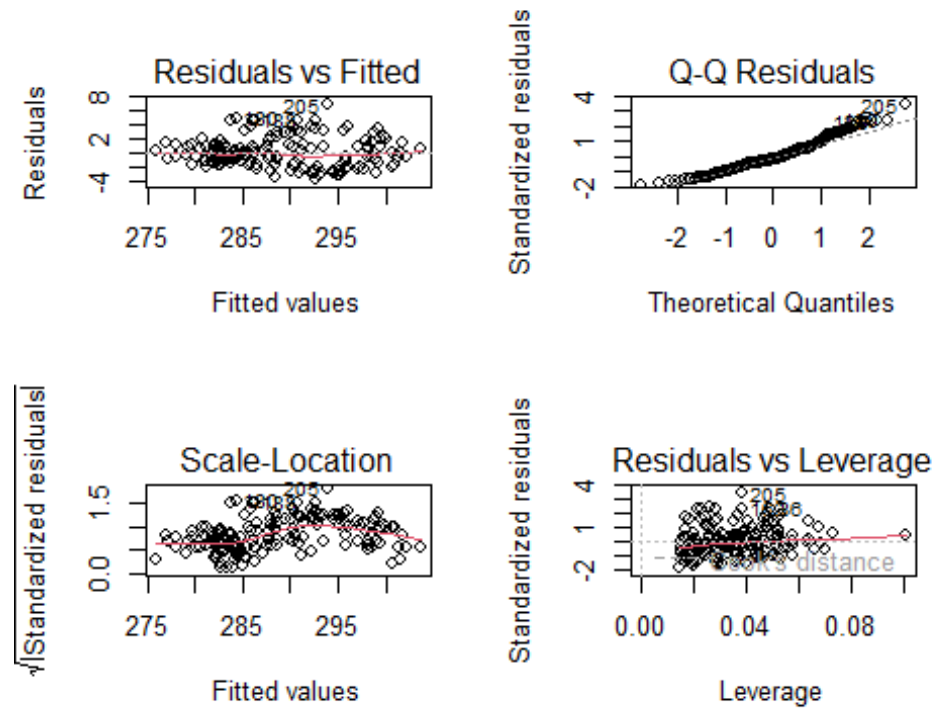 Residuals vs Fitted
Residuals
8
2
-4
205
275
285
295
Fitted values
Q-Q Residuals
Standardized residuals
4
1
-2
205
-2
-1
0
1
2
Theoretical Quantiles
Scale-Location
√|Standardized residuals|
1.5
0.0
205
275
285
295
Fitted values
Residuals vs Leverage
Standardized residuals
4
1
-2
205
Cook's distance
0.00
0.04
0.08
Leverage